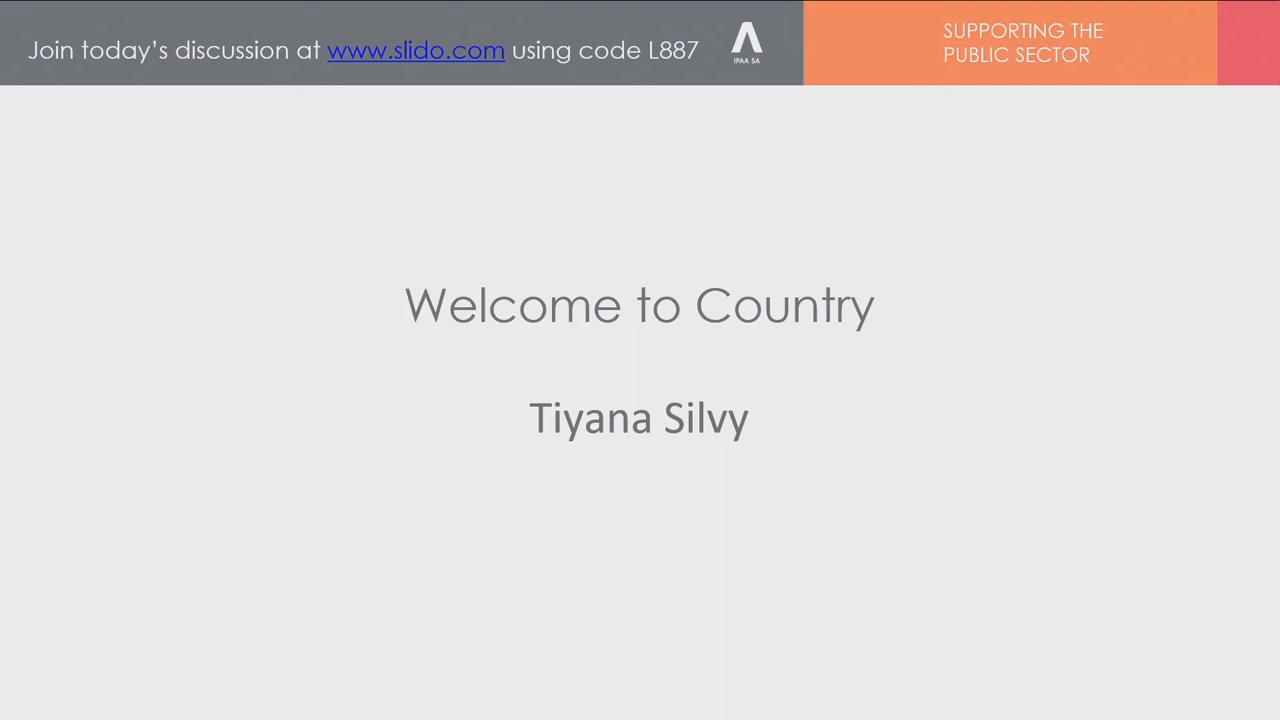 Join today’s discussion at www.slido.com using code L887
IPAA SA
SUPPORTING THE
PUBLIC SECTOR
Welcome to Country
Tiyana Silvy